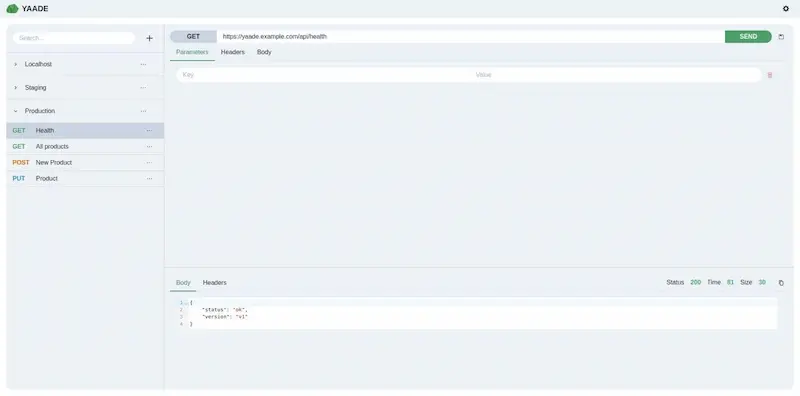 YAADE
Search...
Localhost
Staging
Production
GET Health
GET All products
POST New Product
PUT Product
GET https://yaade.example.com/api/health SEND
Parameters Headers Body
Key Value
Body Headers Status 200 Time 81 Size 30
1 {
2 "status": "ok",
3 "version": "v1"
4 }